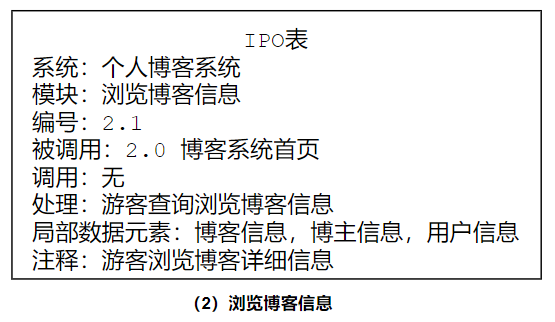 IPO表
系统：个人博客系统
模块：浏览博客信息
编号：2.1
被调用：2.0 博客系统首页
调用：无
处理：游客查询浏览博客信息
局部数据元素：博客信息，博主信息，用户信息
注释：游客浏览博客详细信息
（2）浏览博客信息